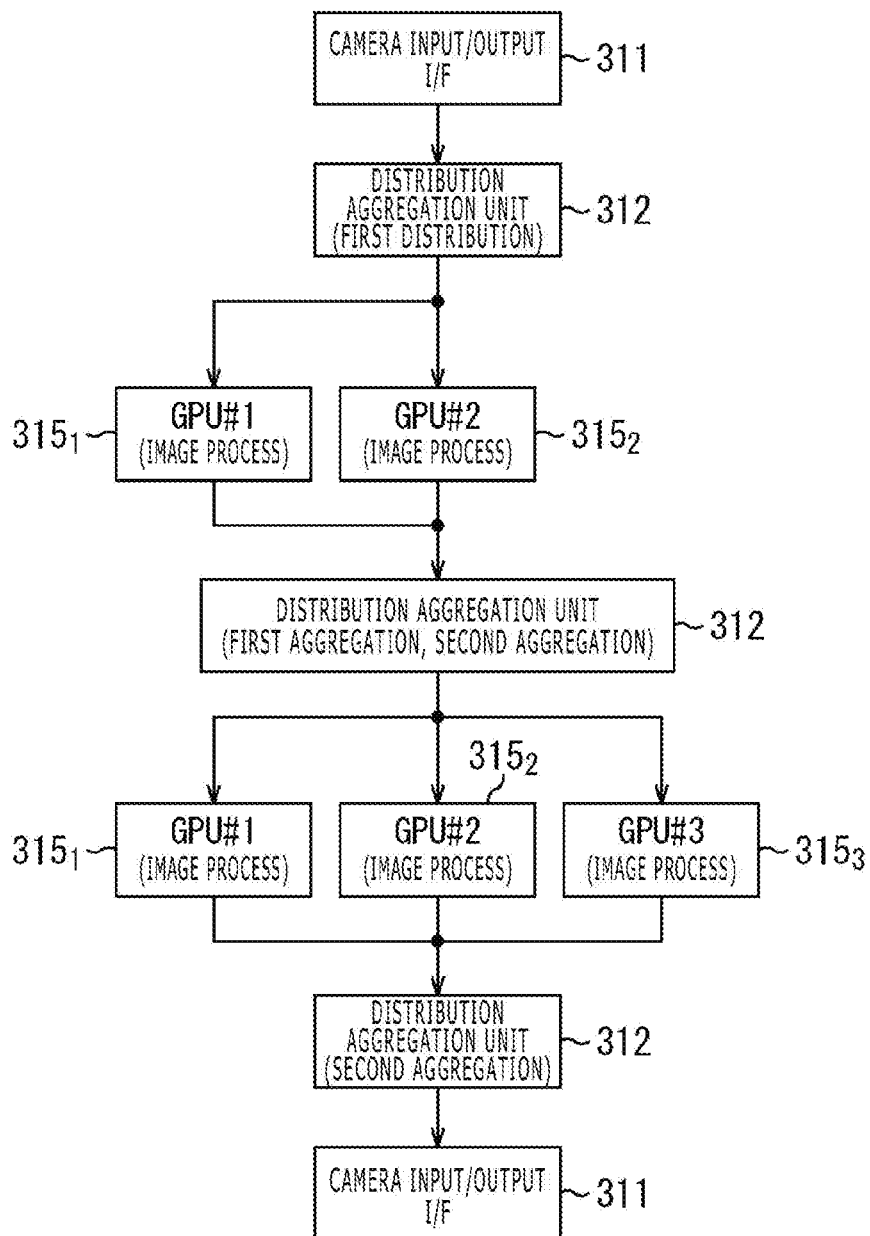 CAMERA INPUT/OUTPUT
I/F
311
DISTRIBUTION
AGGREGATION UNIT
(FIRST DISTRIBUTION)
312
GPU#1
(IMAGE PROCESS)
315₁
GPU#2
(IMAGE PROCESS)
315₂
DISTRIBUTION AGGREGATION UNIT
(FIRST AGGREGATION, SECOND AGGREGATION)
312
315₂
GPU#1
(IMAGE PROCESS)
315₁
GPU#2
(IMAGE PROCESS)
GPU#3
(IMAGE PROCESS)
315₃
DISTRIBUTION
AGGREGATION UNIT
(SECOND AGGREGATION)
312
CAMERA INPUT/OUTPUT
I/F
311